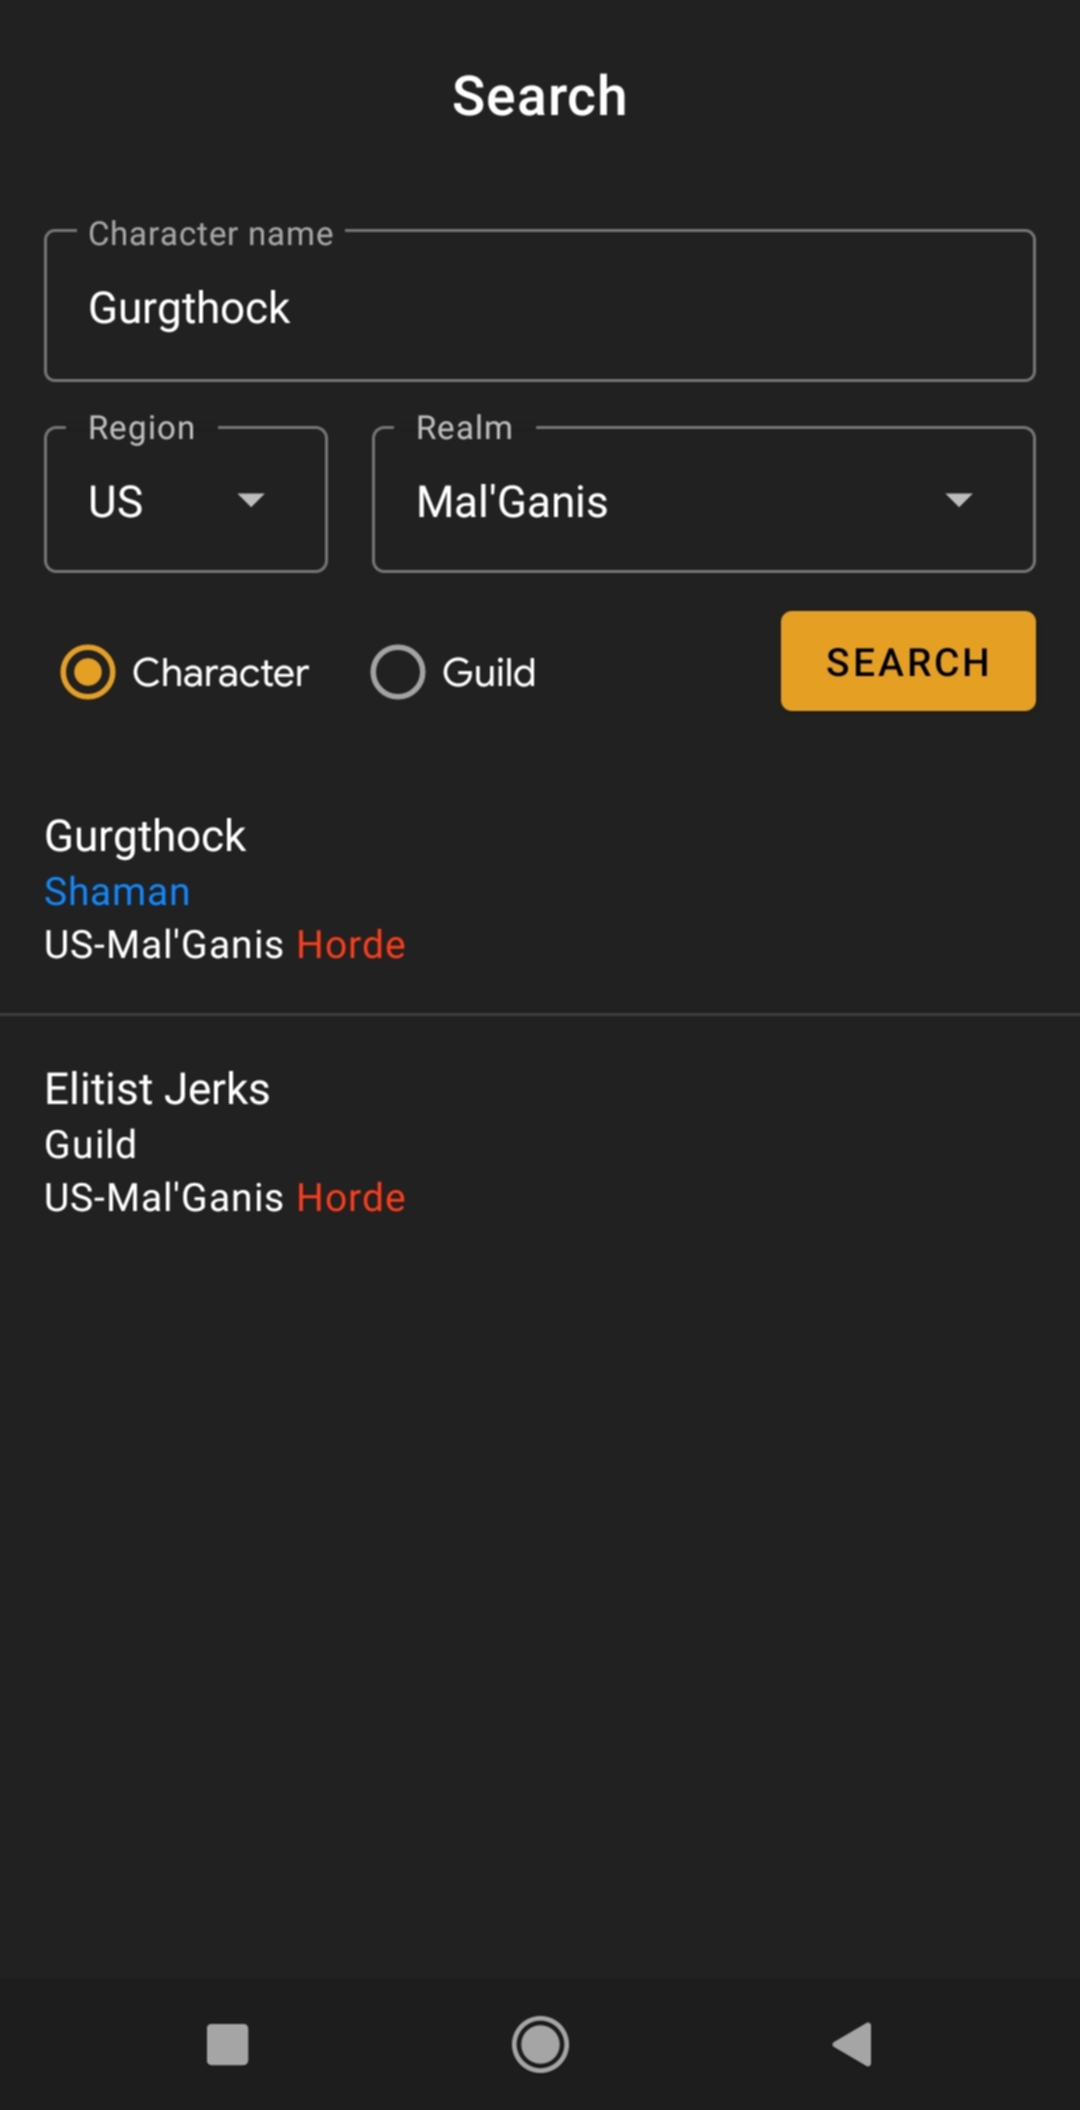 Search
Character name
Gurgthock
Region
Realm
US
Mal'Ganis
Character
Guild
SEARCH
Gurgthock
Shaman
US-Mal'Ganis Horde
Elitist Jerks
Guild
US-Mal'Ganis Horde